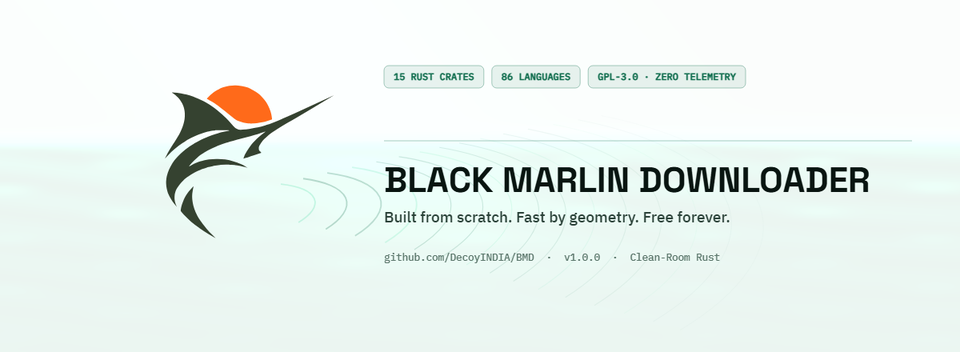 15 RUST CRATES 86 LANGUAGES GPL-3.0 · ZERO TELEMETRY
BLACK MARLIN DOWNLOADER
Built from scratch. Fast by geometry. Free forever.
github.com/DecoyINDIA/BMD · v1.0.0 · Clean-Room Rust